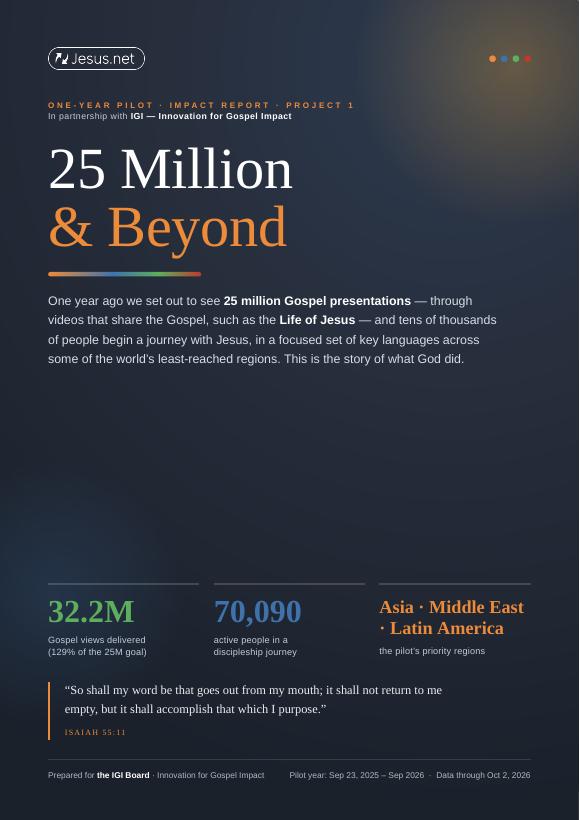 Jesus.net
ONE-YEAR PILOT · IMPACT REPORT · PROJECT 1
In partnership with IGI — Innovation for Gospel Impact
25 Million
& Beyond
One year ago we set out to see 25 million Gospel presentations — through
videos that share the Gospel, such as the Life of Jesus — and tens of thousands
of people begin a journey with Jesus, in a focused set of key languages across
some of the world’s least-reached regions. This is the story of what God did.
32.2M
Gospel views delivered
(129% of the 25M goal)
70,090
active people in a
discipleship journey
Asia · Middle East
· Latin America
the pilot’s priority regions
“So shall my word be that goes out from my mouth; it shall not return to me
empty, but it shall accomplish that which I purpose.”
ISAIAH 55:11
Prepared for the IGI Board · Innovation for Gospel Impact
Pilot year: Sep 23, 2025 – Sep 2026 · Data through Oct 2, 2026